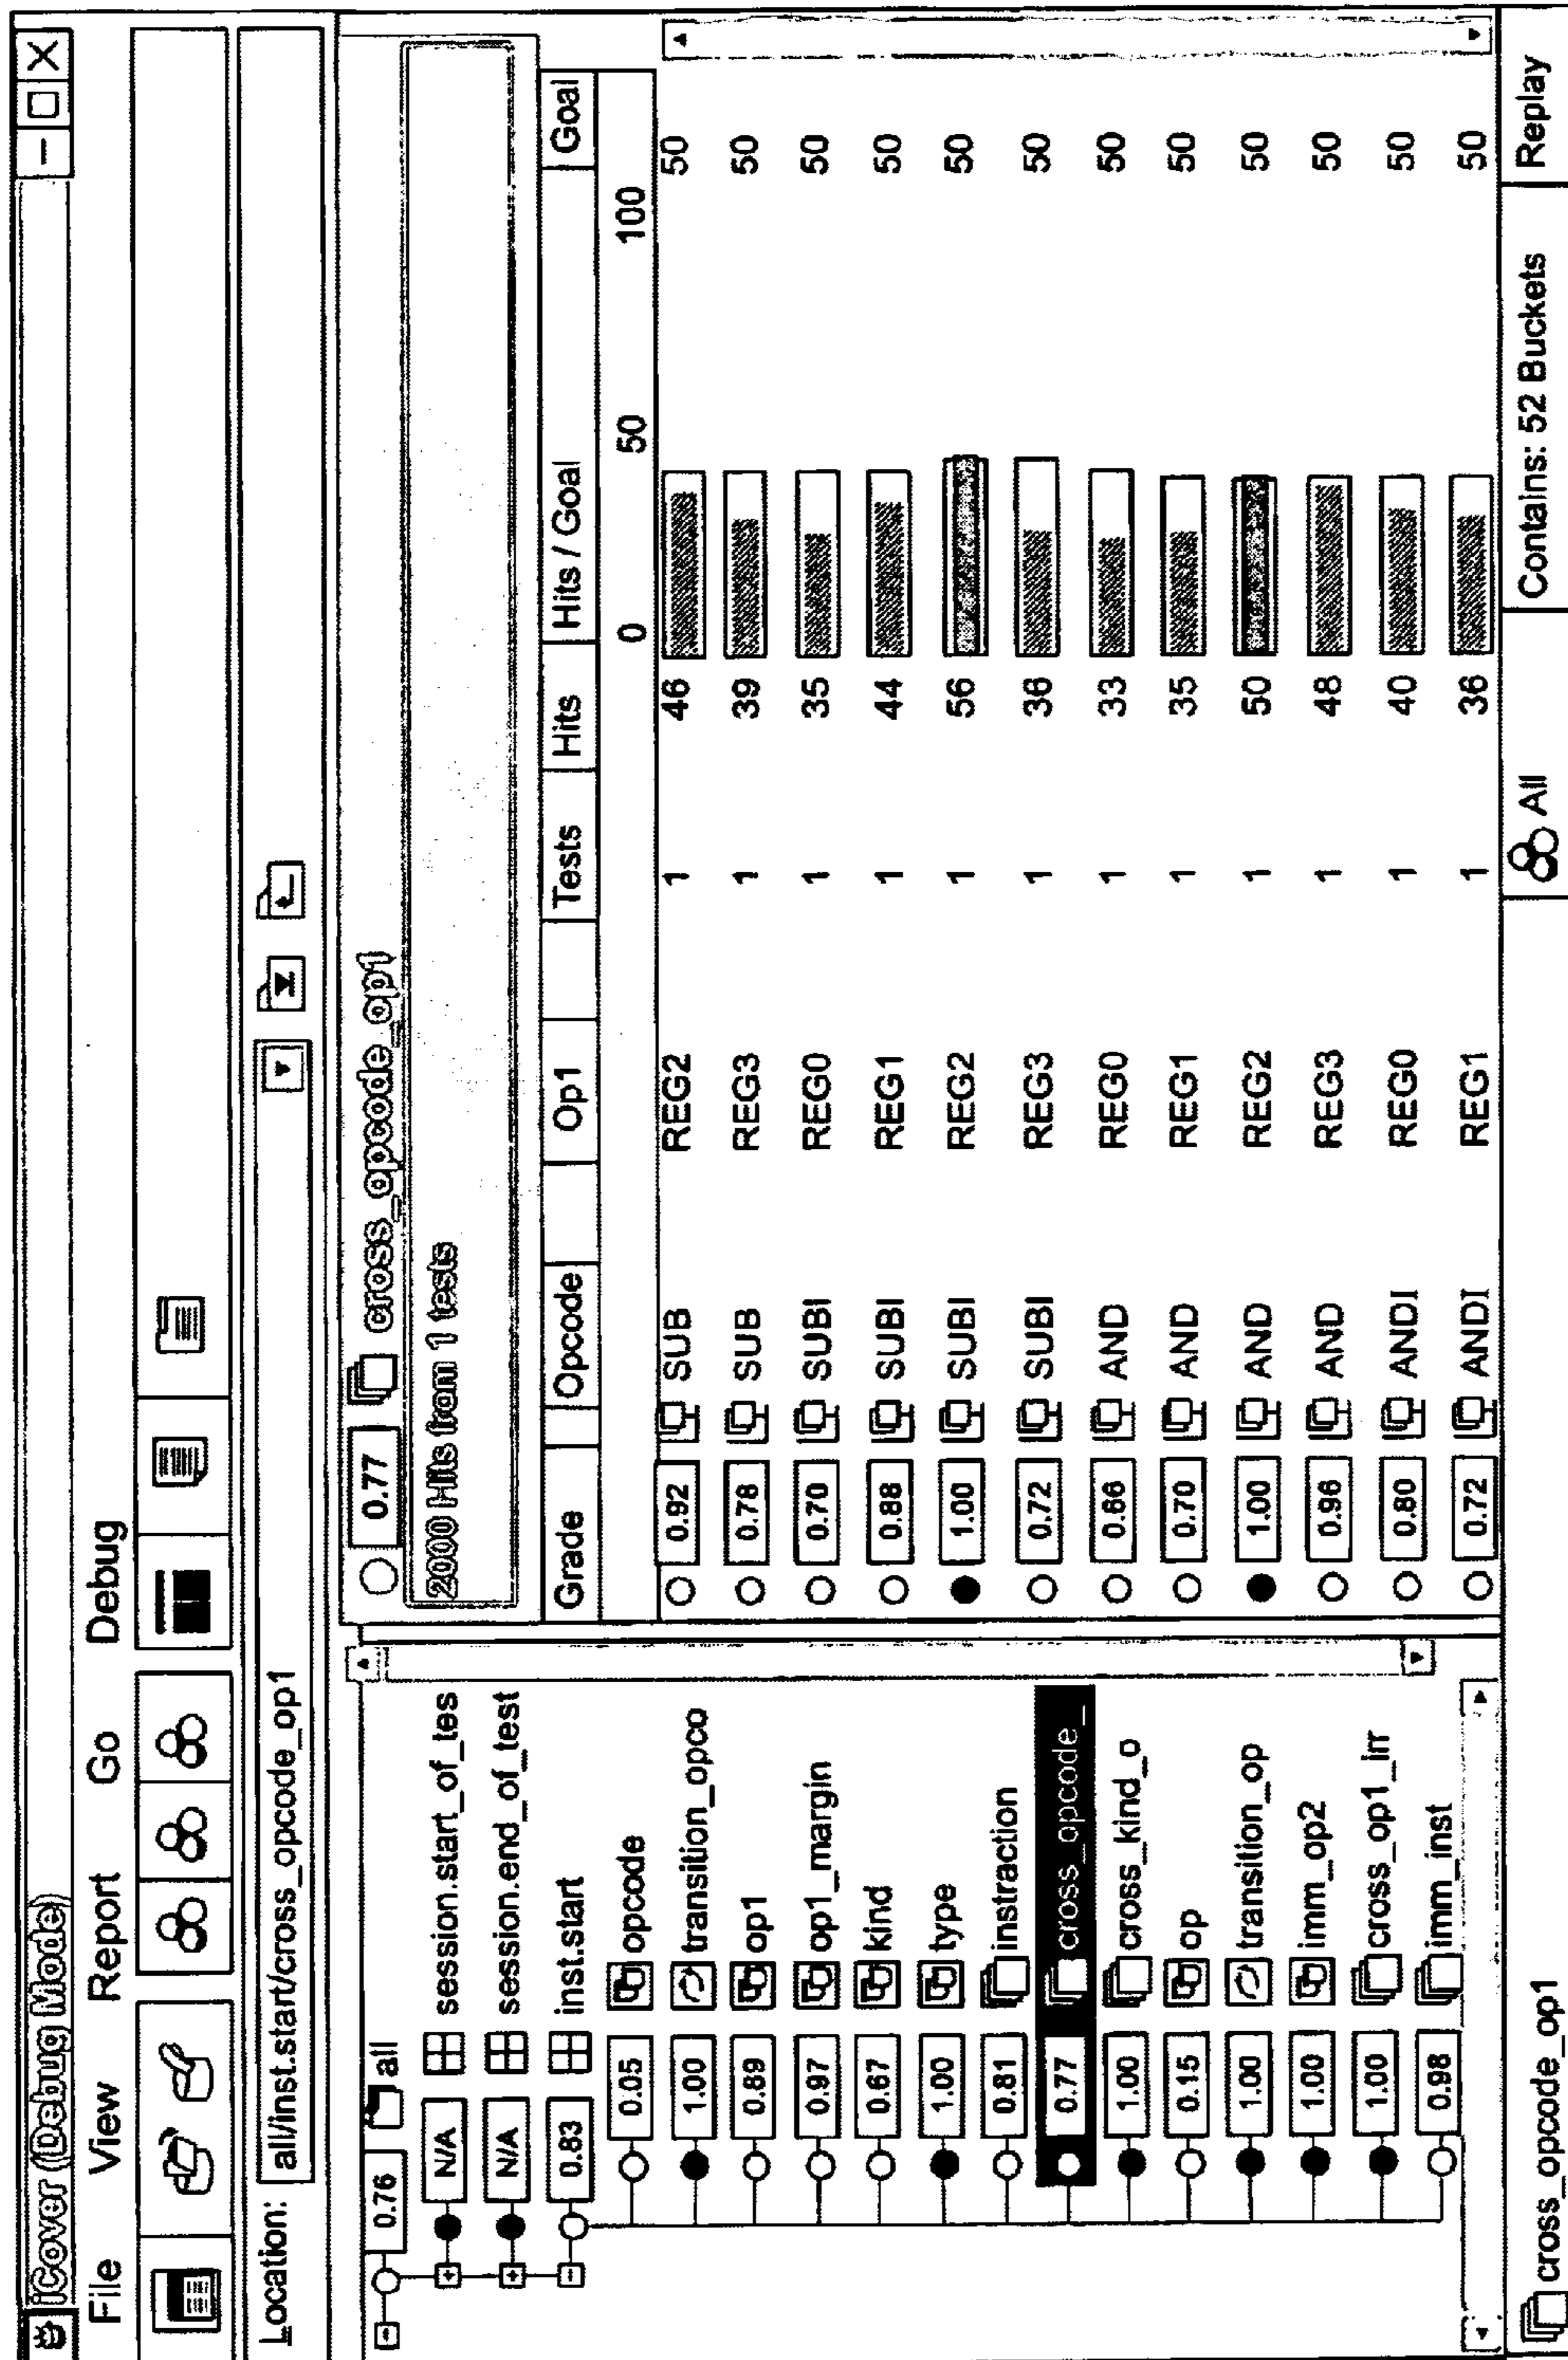 iCover (Debug Mode)
File View Report Go Debug
Location: all/inst.start/cross_opcode_op1
0.76 all
N/A session.start_of_tes
N/A session.end_of_test
0.83 inst.start
0.05 opcode
1.00 transition_opco
0.89 op1
0.97 op1_margin
0.67 kind
1.00 type
0.81 instraction
0.77 cross_opcode_
1.00 cross_kind_o
0.15 op
1.00 transition_op
1.00 imm_op2
1.00 cross_op1_irr
0.98 imm_inst
0.77 cross_opcode_op1
2000 Hits from 1 tests
Grade Opcode Op1 Tests Hits Hits / Goal Goal
0 50 100
0.92 SUB REG2 1 46 50
0.78 SUB REG3 1 39 50
0.70 SUBI REG0 1 35 50
0.88 SUBI REG1 1 44 50
1.00 SUBI REG2 1 56 50
0.72 SUBI REG3 1 36 50
0.66 AND REG0 1 33 50
0.70 AND REG1 1 35 50
1.00 AND REG2 1 50 50
0.96 AND REG3 1 48 50
0.80 ANDI REG0 1 40 50
0.72 ANDI REG1 1 36 50
cross_opcode_op1 All Contains: 52 Buckets Replay